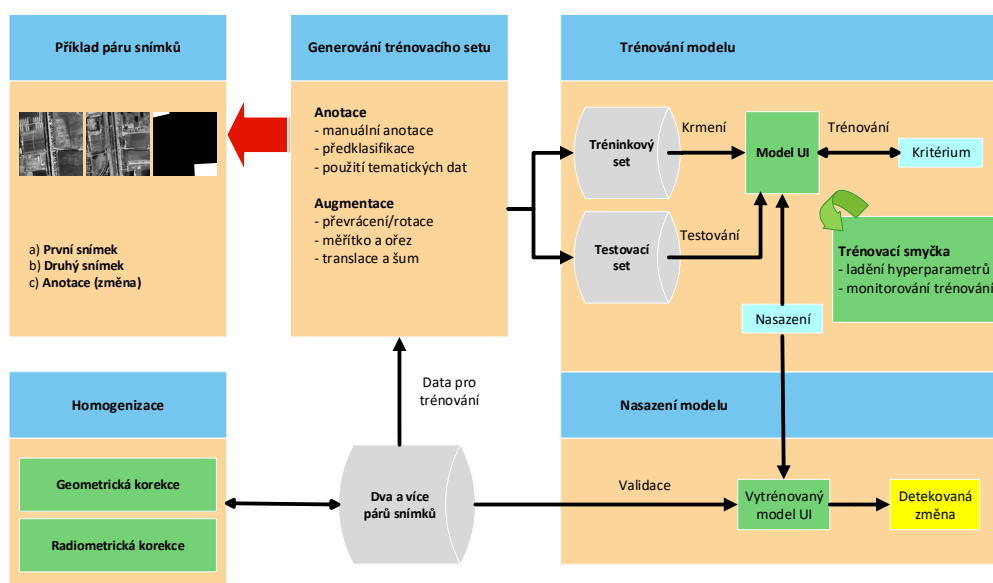 Příklad páru snímků
a) První snímek
b) Druhý snímek
c) Anotace (změna)
Generování trénovacího setu
Anotace
- manuální anotace
- předklasifikace
- použití tematických dat
Augmentace
- převrácení/rotace
- měřítko a ořez
- translace a šum
Trénování modelu
Tréninkový
set
Krmení
Model UI
Trénování
Kritérium
Testovací
set
Testování
Trénovací smyčka
- ladění hyperparametrů
- monitorování trénování
Nasazení
Homogenizace
Geometrická korekce
Radiometrická korekce
Data pro
trénování
Dva a více
párů snímků
Nasazení modelu
Validace
Vytrénovaný
model UI
Detekovaná
změna